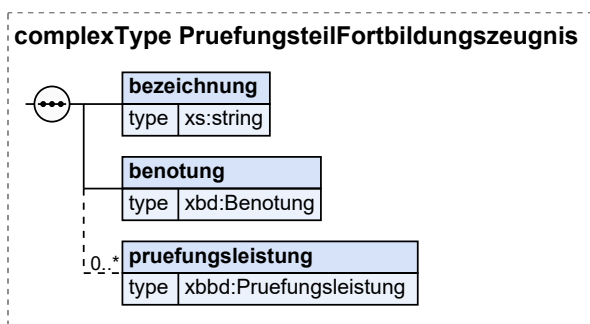 complexType PruefungsteilFortbildungszeugnis
bezeichnung
type xs:string
benotung
type xbd:Benotung
0..* pruefungsleistung
type xbbd:Pruefungsleistung